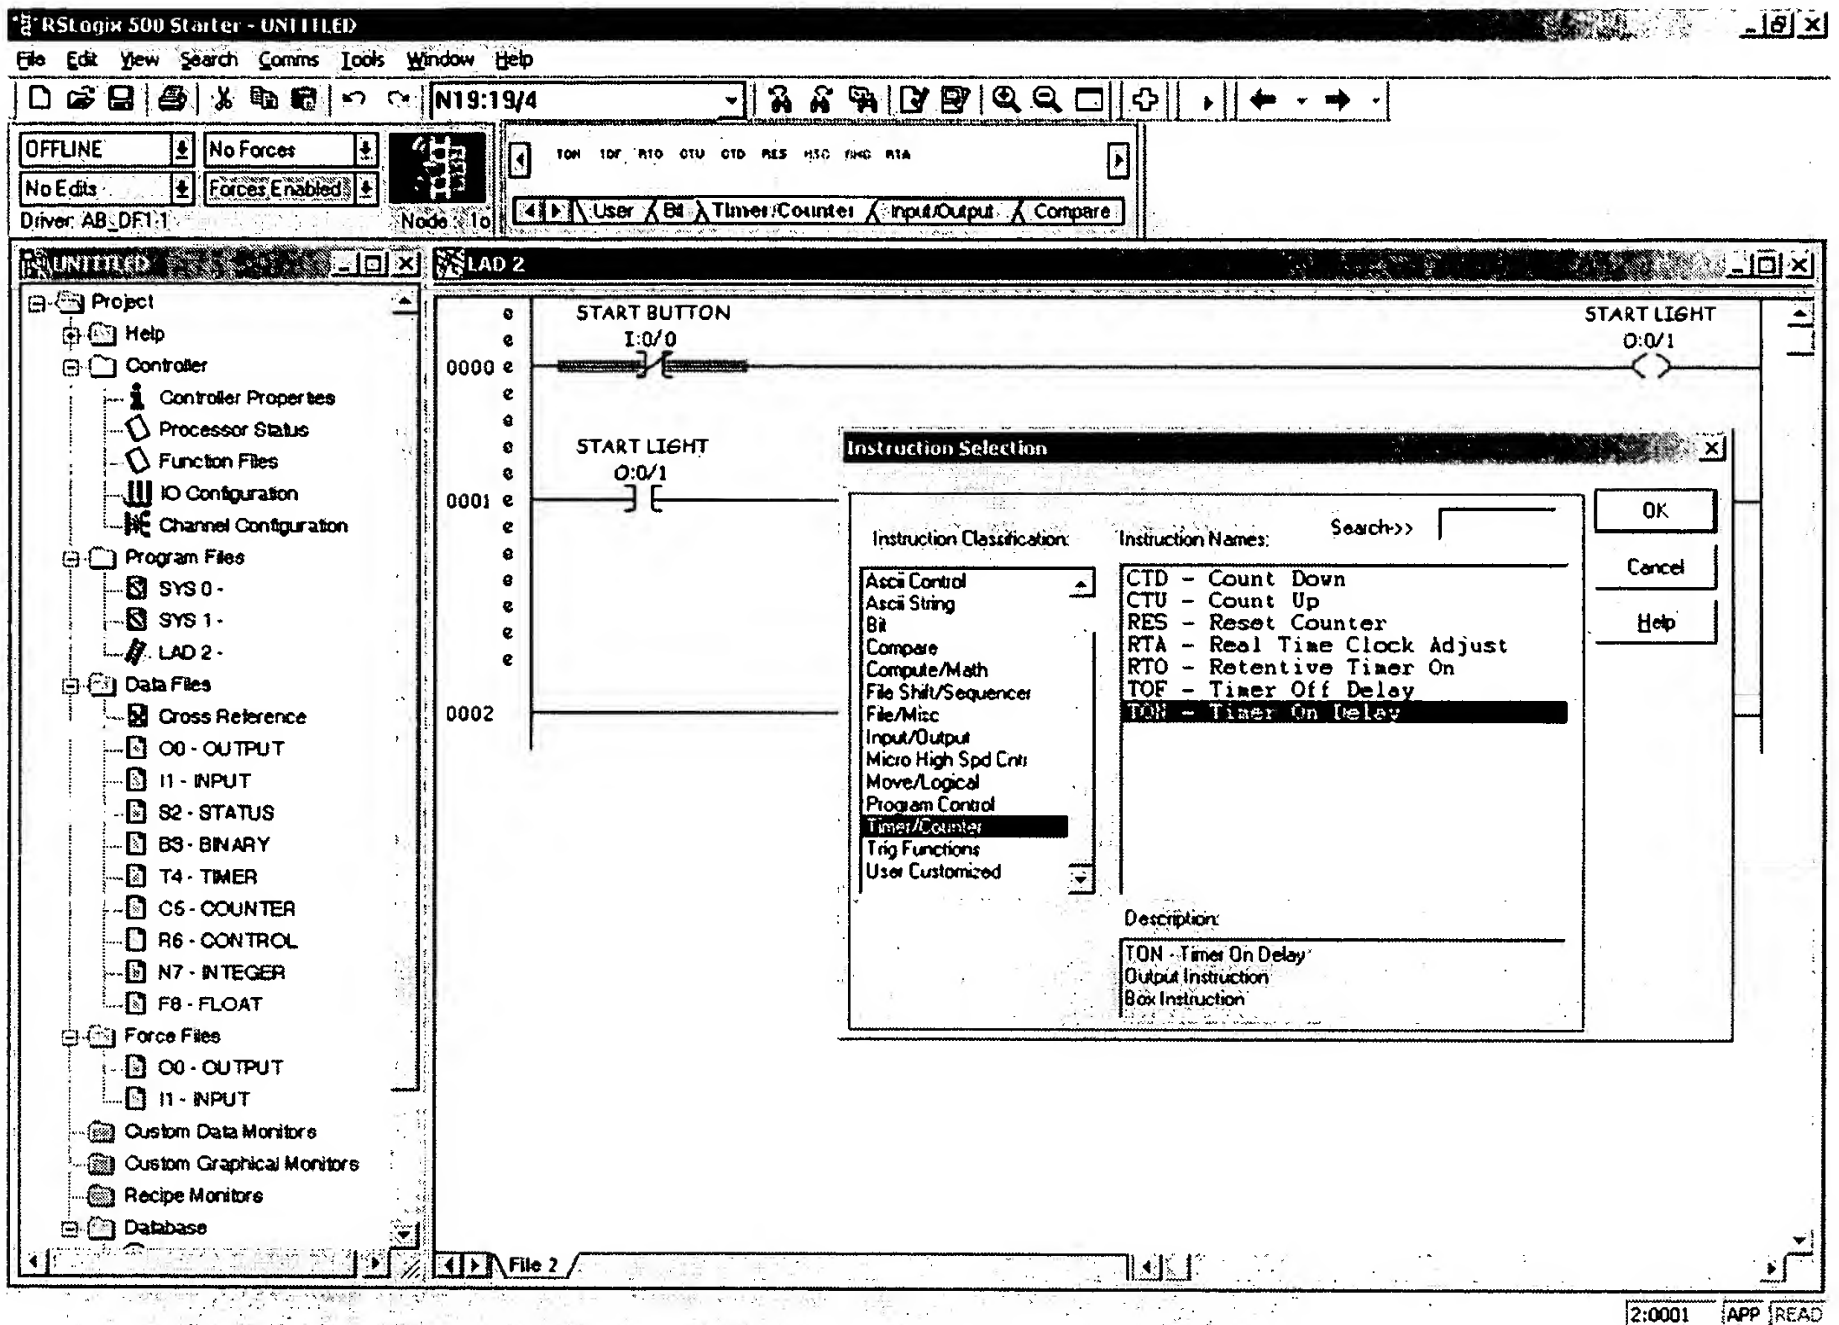 RSLogix 500 Starter - UNTITLED
File Edit View Search Comms Tools Window Help
N19:19/4
OFFLINE No Forces
No Edits Forces Enabled
Driver: AB_DF1-1 Node: 1o
TON TOF RTO CTU CTD RES HSC RTA
User Bit Timer/Counter Input/Output Compare
UNTITLED
Project
Help
Controller
Controller Properties
Processor Status
Function Files
IO Configuration
Channel Configuration
Program Files
SYS 0 -
SYS 1 -
LAD 2 -
Data Files
Cross Reference
O0 - OUTPUT
I1 - INPUT
S2 - STATUS
B3 - BINARY
T4 - TIMER
C5 - COUNTER
R6 - CONTROL
N7 - INTEGER
F8 - FLOAT
Force Files
O0 - OUTPUT
I1 - INPUT
Custom Data Monitors
Custom Graphical Monitors
Recipe Monitors
Database
LAD 2
START BUTTON START LIGHT
I:0/0 O:0/1
e
e
0000 e
e
e
e
START LIGHT
O:0/1
e
0001 e
e
e
e
e
e
e
0002
File 2
Instruction Selection
Search>>
Instruction Classification:
Ascii Control
Ascii String
Bit
Compare
Compute/Math
File Shift/Sequencer
File/Misc
Input/Output
Micro High Spd Cntr
Move/Logical
Program Control
Timer/Counter
Trig Functions
User Customized
Instruction Names:
CTD - Count Down
CTU - Count Up
RES - Reset Counter
RTA - Real Time Clock Adjust
RTO - Retentive Timer On
TOF - Timer Off Delay
TON - Timer On Delay
Description:
TON - Timer On Delay
Output Instruction
Box Instruction
OK
Cancel
Help
2:0001 APP READ